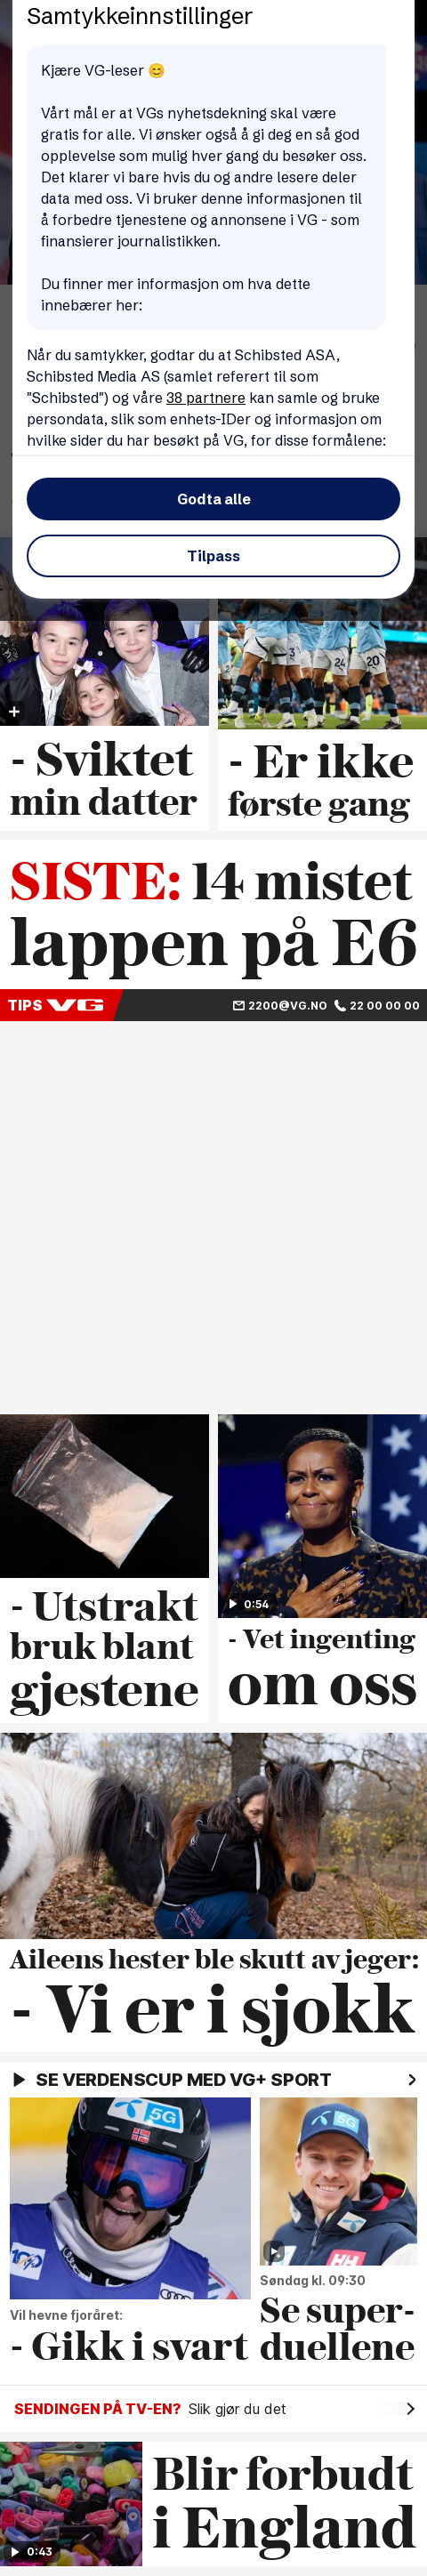 Samtykkeinnstillinger
Kjære VG-leser 😊
Vårt mål er at VGs nyhetsdekning skal være
gratis for alle. Vi ønsker også å gi deg en så god
opplevelse som mulig hver gang du besøker oss.
Det klarer vi bare hvis du og andre lesere deler
data med oss. Vi bruker denne informasjonen til
å forbedre tjenestene og annonsene i VG - som
finansierer journalistikken.
Du finner mer informasjon om hva dette
innebærer her:
Når du samtykker, godtar du at Schibsted ASA,
Schibsted Media AS (samlet referert til som
"Schibsted") og våre 38 partnere kan samle og bruke
persondata, slik som enhets-IDer og informasjon om
hvilke sider du har besøkt på VG, for disse formålene:
Godta alle
Tilpass
- Sviktet
min datter
3
24
20
- Er ikke
første gang
SISTE: 14 mistet
lappen på E6
TIPS VG
2200@VG.NO 22 00 00 00
- Utstrakt
bruk blant
gjestene
0:54
- Vet ingenting
om oss
Aileens hester ble skutt av jeger:
- Vi er i sjokk
SE VERDENSCUP MED VG+ SPORT
5G
Vil hevne fjoråret:
- Gikk i svart
5G
HH
Søndag kl. 09:30
Se super-
duellene
SENDINGEN PÅ TV-EN? Slik gjør du det
0:43
Blir forbudt
i England